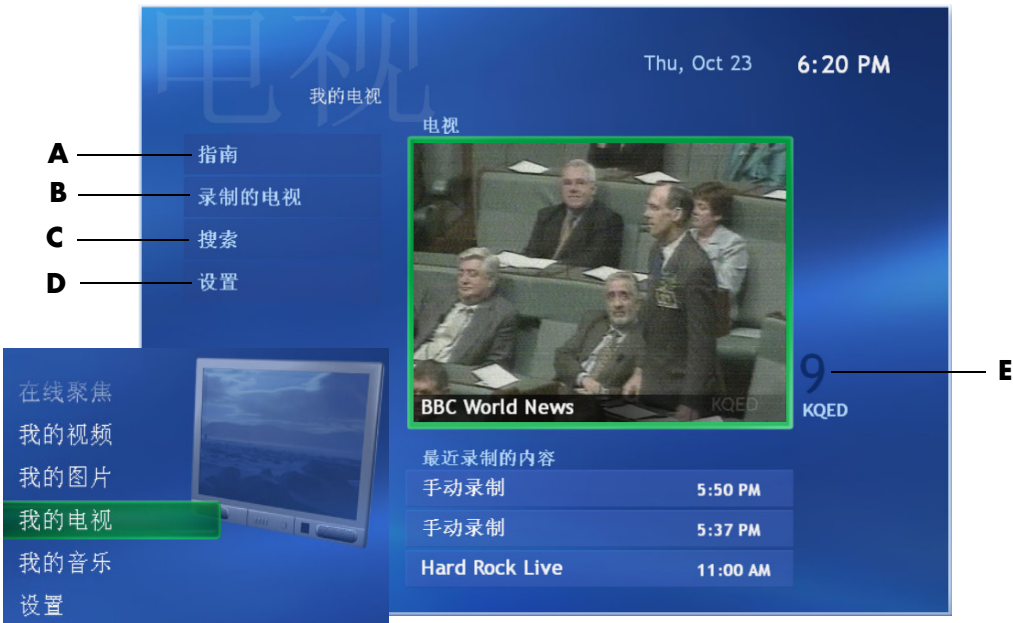 电视
Thu, Oct 23 6:20 PM
我的电视
电视
A 指南
B 录制的电视
C 搜索
D 设置
E
9
KQED
BBC World News KQED
最近录制的内容
手动录制 5:50 PM
手动录制 5:37 PM
Hard Rock Live 11:00 AM
在线聚焦
我的视频
我的图片
我的电视
我的音乐
设置